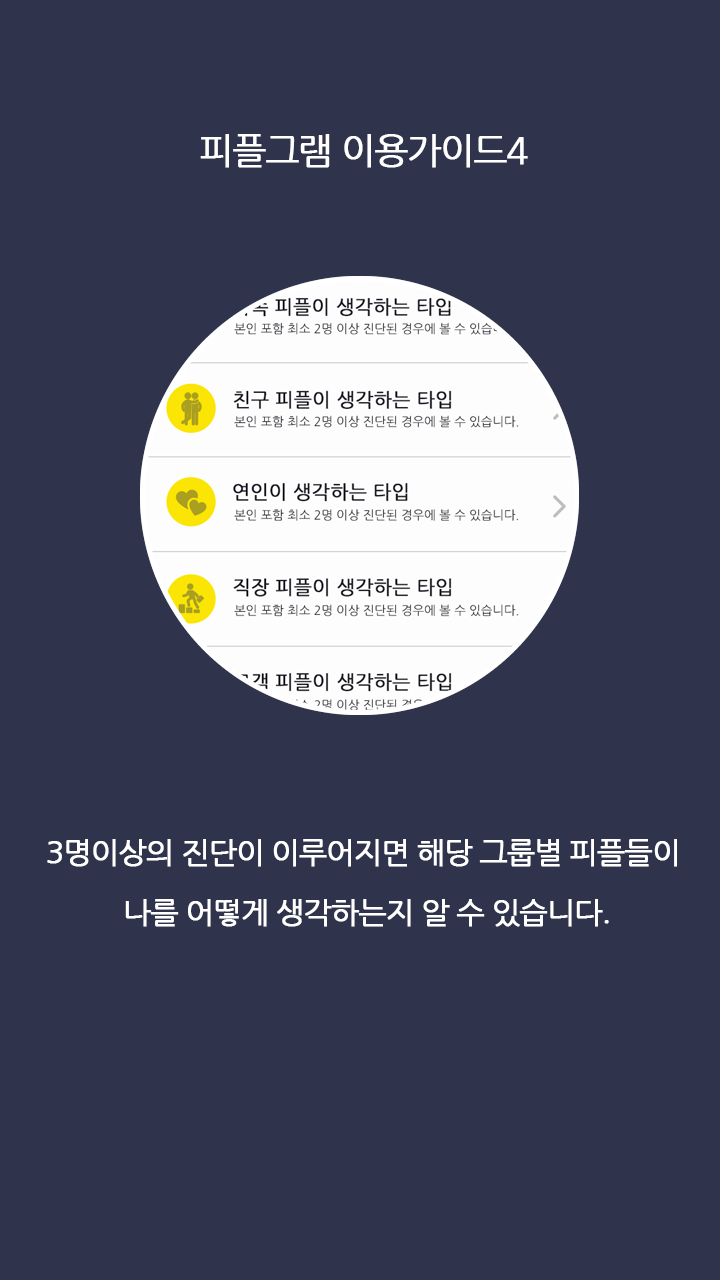 피플그램 이용가이드4
피플이 생각하는 타입
본인 포함 최소 2명 이상 진단된 경우에 볼 수 있습
친구 피플이 생각하는 타입
본인 포함 최소 2명 이상 진단된 경우에 볼 수 있습니다.
연인이 생각하는 타입
본인 포함 최소 2명 이상 진단된 경우에 볼 수 있습니다.
직장 피플이 생각하는 타입
본인 포함 최소 2명 이상 진단된 경우에 볼 수 있습니다.
피플이 생각하는 타입
2명 이상 진단된
3명이상의 진단이 이루어지면 해당 그룹별 피플들이
나를 어떻게 생각하는지 알 수 있습니다.